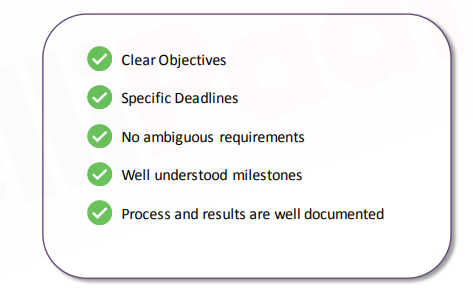 Clear Objectives
Specific Deadlines
No ambiguous requirements
Well understood milestones
Process and results are well documented